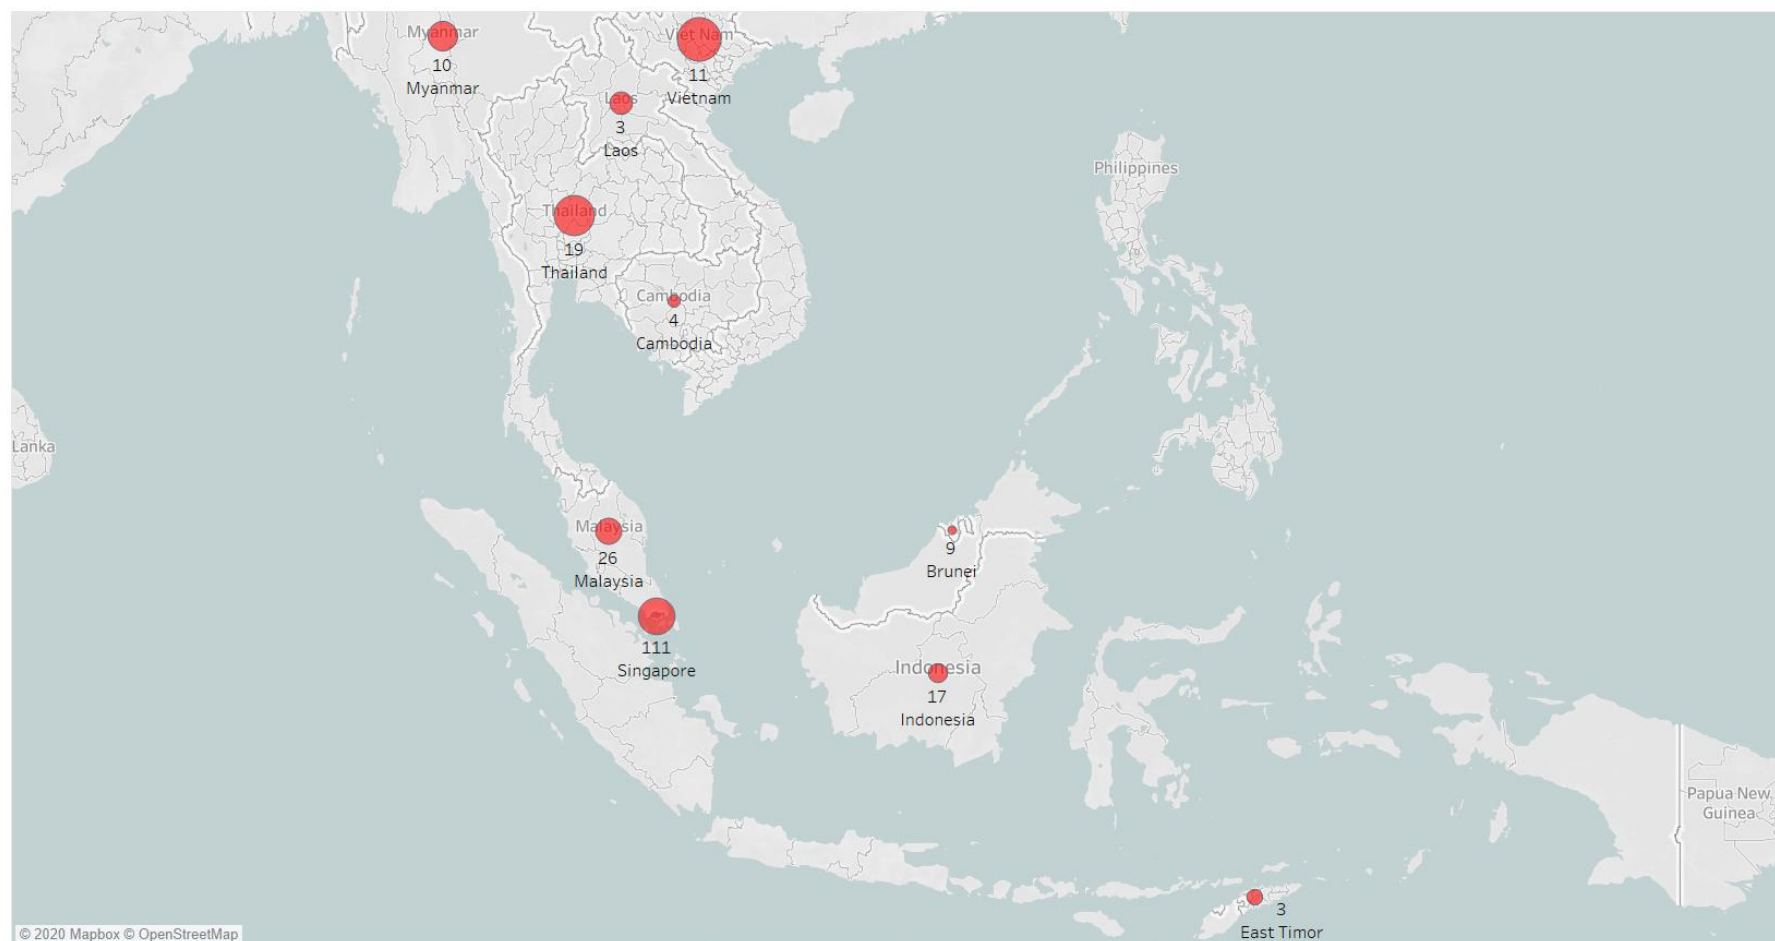 Myanmar
10
Myanmar
Viet Nam
11
Vietnam
Laos
3
Laos
Philippines
Thailand
19
Thailand
Cambodia
4
Cambodia
Lanka
Malaysia
26
Malaysia
9
Brunei
111
Singapore
Indonesia
17
Indonesia
Papua New
Guinea
3
East Timor
© 2020 Mapbox © OpenStreetMap